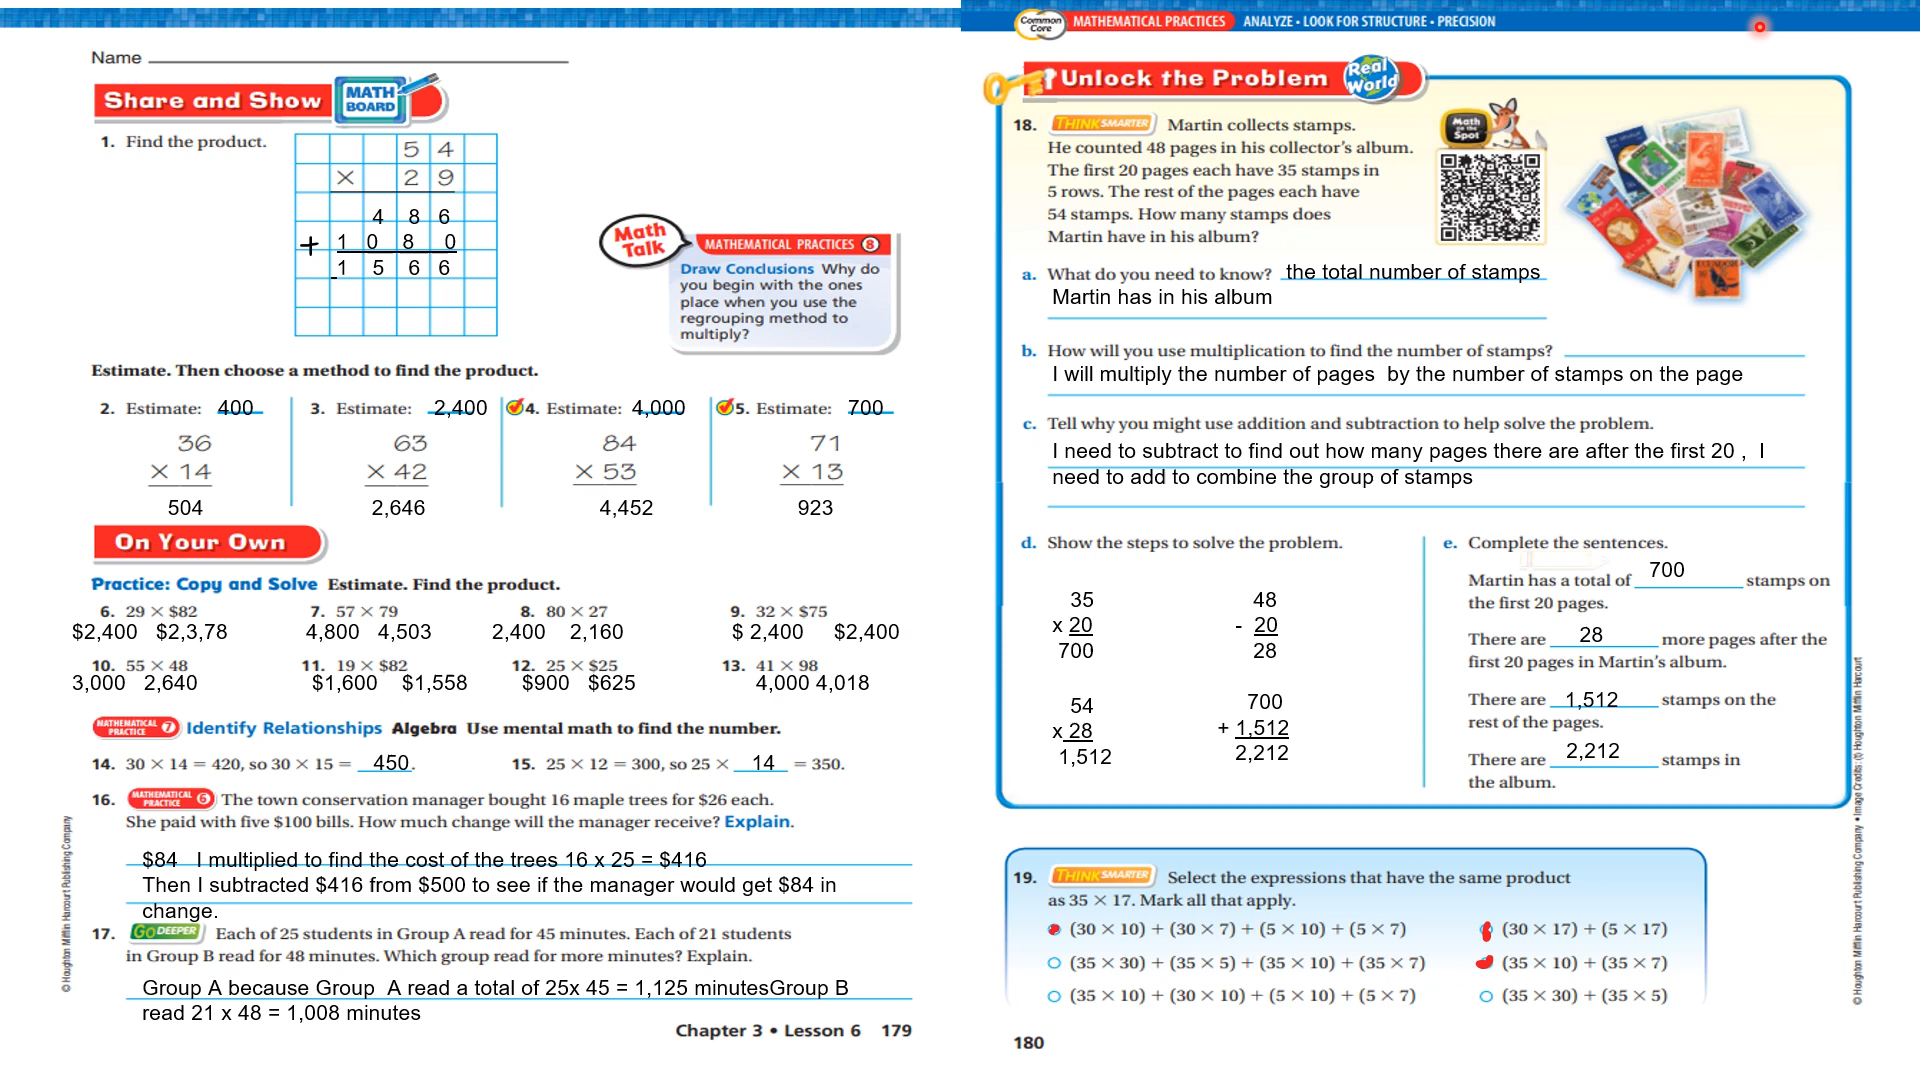 Name
Share and Show MATH BOARD
1. Find the product.
5 4
× 2 9
4 8 6
+ 1 0 8 0
1 5 6 6
Math Talk
MATHEMATICAL PRACTICES 8
Draw Conclusions Why do
you begin with the ones
place when you use the
regrouping method to
multiply?
Estimate. Then choose a method to find the product.
2. Estimate: 400 3. Estimate: 2,400 4. Estimate: 4,000 5. Estimate: 700
36 63 84 71
× 14 × 42 × 53 × 13
504 2,646 4,452 923
On Your Own
Practice: Copy and Solve Estimate. Find the product.
6. 29 × $82 7. 57 × 79 8. 80 × 27 9. 32 × $75
$2,400 $2,3,78 4,800 4,503 2,400 2,160 $ 2,400 $2,400
10. 55 × 48 11. 19 × $82 12. 25 × $25 13. 41 × 98
3,000 2,640 $1,600 $1,558 $900 $625 4,000 4,018
MATHEMATICAL PRACTICE 7 Identify Relationships Algebra Use mental math to find the number.
14. 30 × 14 = 420, so 30 × 15 = 450. 15. 25 × 12 = 300, so 25 × 14 = 350.
16. MATHEMATICAL PRACTICE 6 The town conservation manager bought 16 maple trees for $26 each.
She paid with five $100 bills. How much change will the manager receive? Explain.
$84 I multiplied to find the cost of the trees 16 x 25 = $416
Then I subtracted $416 from $500 to see if the manager would get $84 in
change.
17. GO DEEPER Each of 25 students in Group A read for 45 minutes. Each of 21 students
in Group B read for 48 minutes. Which group read for more minutes? Explain.
Group A because Group A read a total of 25x 45 = 1,125 minutesGroup B
read 21 x 48 = 1,008 minutes
© Houghton Mifflin Harcourt Publishing Company
Chapter 3 • Lesson 6 179
Common Core MATHEMATICAL PRACTICES ANALYZE • LOOK FOR STRUCTURE • PRECISION
Unlock the Problem Real World
18. THINK SMARTER Martin collects stamps.
He counted 48 pages in his collector's album.
The first 20 pages each have 35 stamps in
5 rows. The rest of the pages each have
54 stamps. How many stamps does
Martin have in his album?
Math on the Spot
a. What do you need to know? the total number of stamps
Martin has in his album
b. How will you use multiplication to find the number of stamps?
I will multiply the number of pages by the number of stamps on the page
c. Tell why you might use addition and subtraction to help solve the problem.
I need to subtract to find out how many pages there are after the first 20 , I
need to add to combine the group of stamps
d. Show the steps to solve the problem.
35 48
x 20 - 20
700 28
54 700
x 28 + 1,512
1,512 2,212
e. Complete the sentences.
Martin has a total of 700 stamps on
the first 20 pages.
There are 28 more pages after the
first 20 pages in Martin's album.
There are 1,512 stamps on the
rest of the pages.
There are 2,212 stamps in
the album.
19. THINK SMARTER Select the expressions that have the same product
as 35 × 17. Mark all that apply.
(30 × 10) + (30 × 7) + (5 × 10) + (5 × 7) (30 × 17) + (5 × 17)
(35 × 30) + (35 × 5) + (35 × 10) + (35 × 7) (35 × 10) + (35 × 7)
(35 × 10) + (30 × 10) + (5 × 10) + (5 × 7) (35 × 30) + (35 × 5)
180
© Houghton Mifflin Harcourt Publishing Company • Image Credits: (t) Houghton Mifflin Harcourt